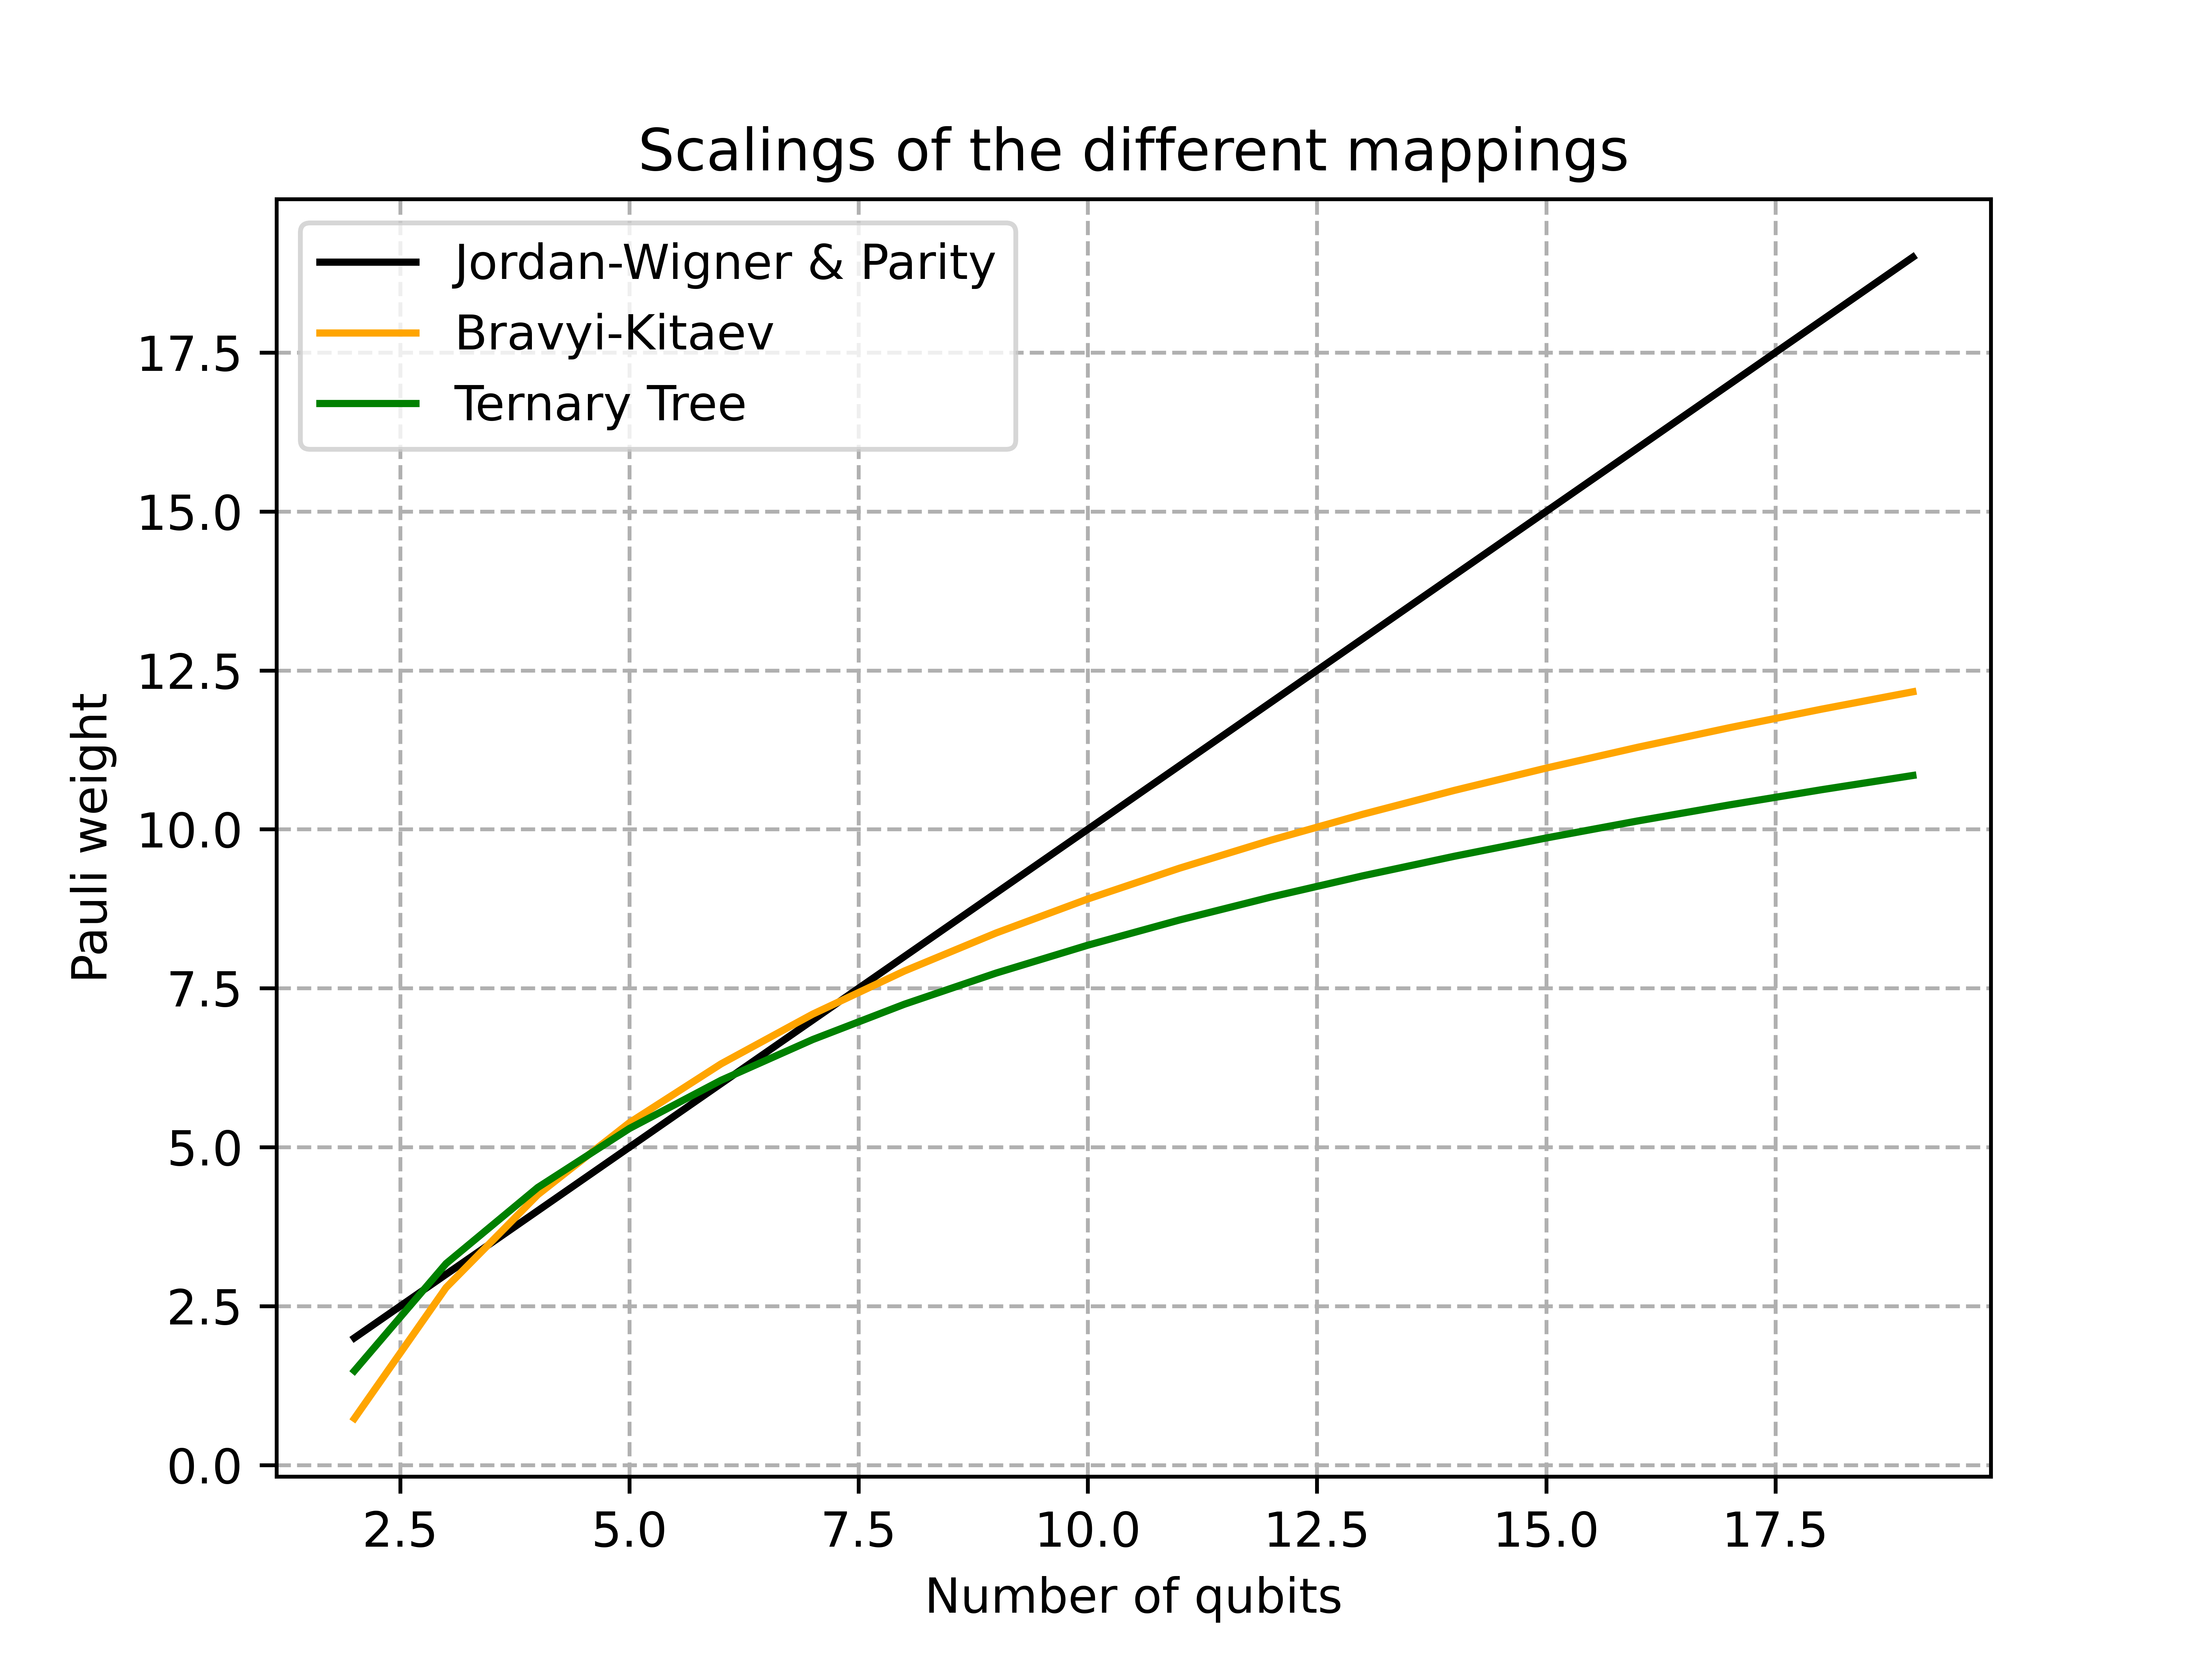 Scalings of the different mappings
Jordan-Wigner & Parity
Bravyi-Kitaev
Ternary Tree
17.5
15.0
12.5
10.0
7.5
5.0
2.5
0.0
Pauli weight
2.5 5.0 7.5 10.0 12.5 15.0 17.5
Number of qubits